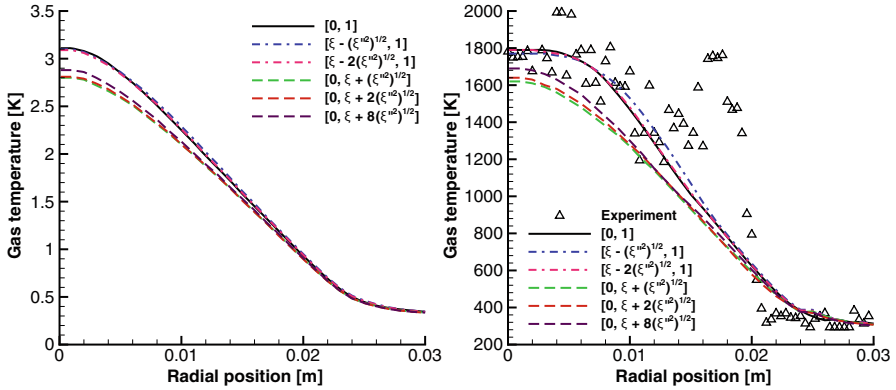 3.5
3
2.5
2
1.5
1
0.5
0
Gas temperature [K]
[0, 1]
[ξ - (ξ''²)¹/², 1]
[ξ - 2(ξ''²)¹/², 1]
[0, ξ + (ξ''²)¹/²]
[0, ξ + 2(ξ''²)¹/²]
[0, ξ + 8(ξ''²)¹/²]
0 0.01 0.02 0.03
Radial position [m]
2000
1800
1600
1400
1200
1000
800
600
400
200
Gas temperature [K]
Experiment
[0, 1]
[ξ - (ξ''²)¹/², 1]
[ξ - 2(ξ''²)¹/², 1]
[0, ξ + (ξ''²)¹/²]
[0, ξ + 2(ξ''²)¹/²]
[0, ξ + 8(ξ''²)¹/²]
0 0.01 0.02 0.03
Radial position [m]